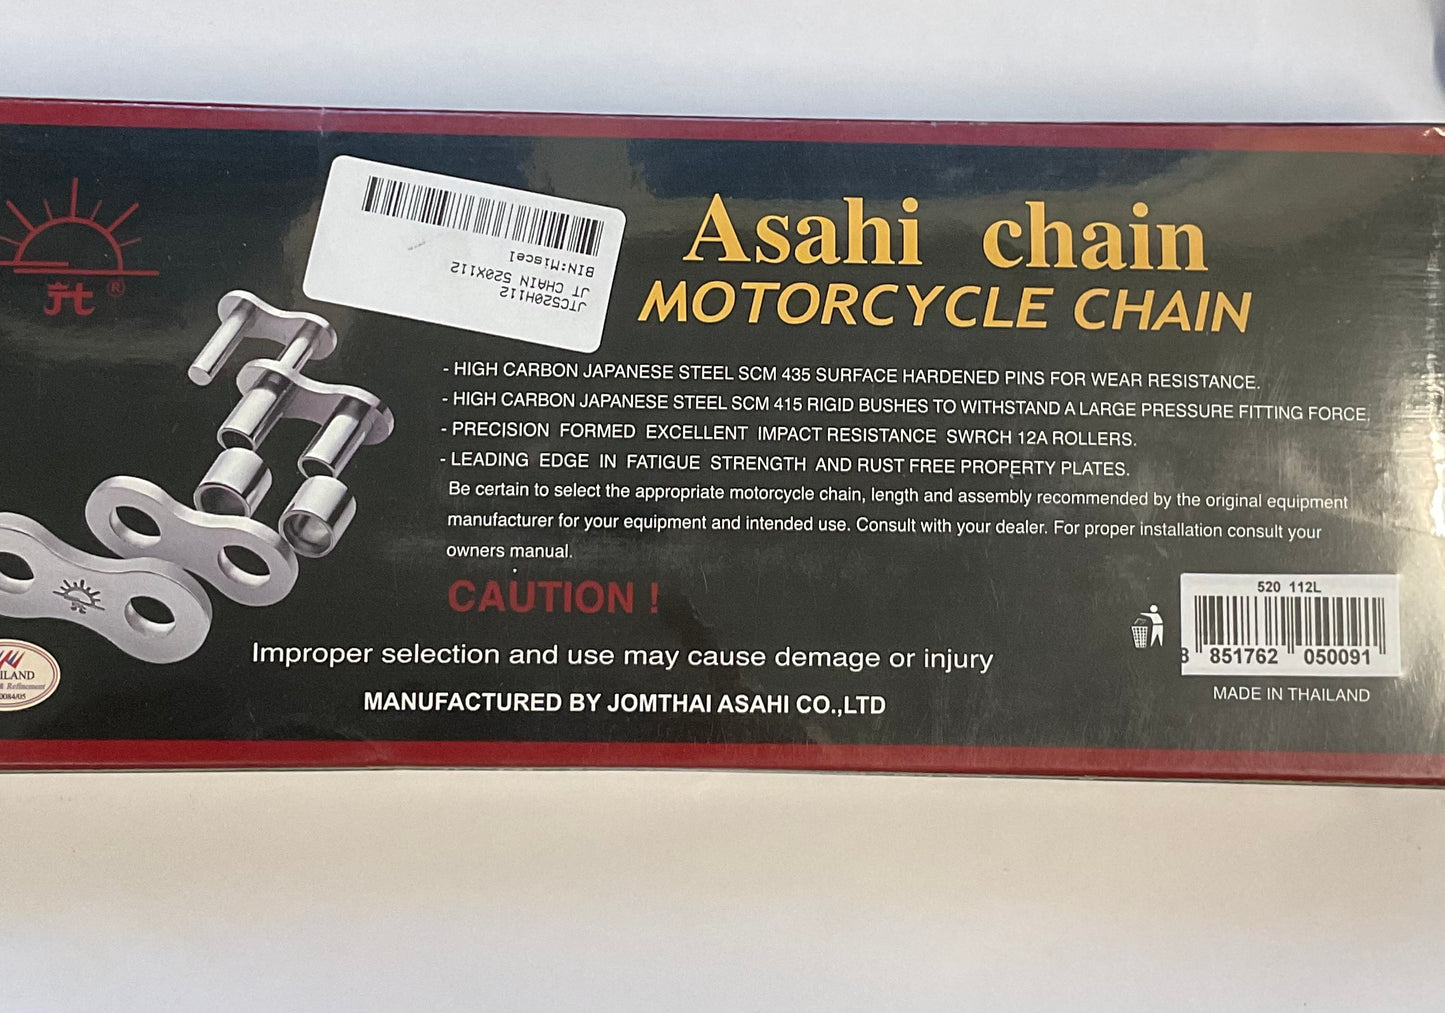 Asahi chain
MOTORCYCLE CHAIN
- HIGH CARBON JAPANESE STEEL SCM 435 SURFACE HARDENED PINS FOR WEAR RESISTANCE.
- HIGH CARBON JAPANESE STEEL SCM 415 RIGID BUSHES TO WITHSTAND A LARGE PRESSURE FITTING FORCE.
- PRECISION FORMED EXCELLENT IMPACT RESISTANCE SWRCH 12A ROLLERS.
- LEADING EDGE IN FATIGUE STRENGTH AND RUST FREE PROPERTY PLATES.
Be certain to select the appropriate motorcycle chain, length and assembly recommended by the original equipment
manufacturer for your equipment and intended use. Consult with your dealer. For proper installation consult your
owners manual.
CAUTION !
Improper selection and use may cause demage or injury
MANUFACTURED BY JOMTHAI ASAHI CO.,LTD
JTC520H112
JT CHAIN 520X112
BIN:Miscel
jt ®
520 112L
8 851762 050091
MADE IN THAILAND
ILAND
& Refinement
0084/05